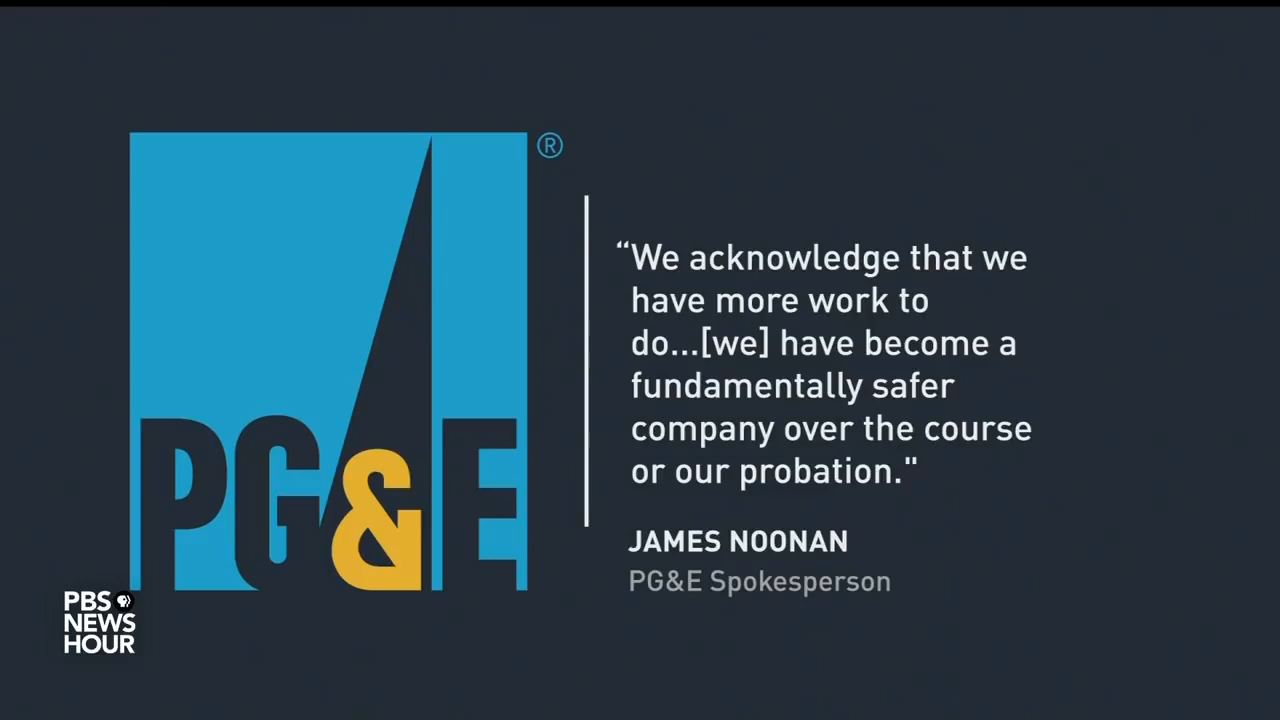 ®
PG&E
“We acknowledge that we
have more work to
do...[we] have become a
fundamentally safer
company over the course
or our probation."
JAMES NOONAN
PG&E Spokesperson
PBS
NEWS
HOUR